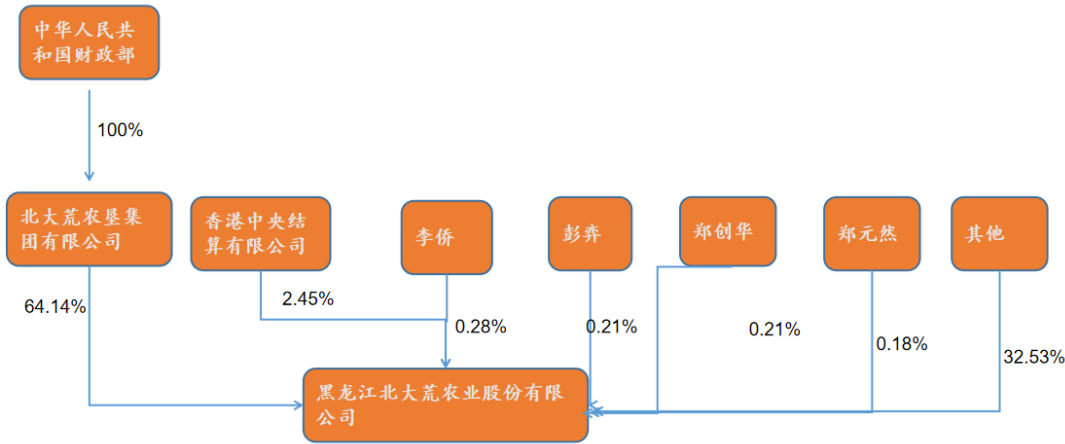 中华人民共
和国财政部
100%
北大荒农垦集
团有限公司
香港中央结
算有限公司
李侨
彭弈
郑创华
郑元然
其他
64.14%
2.45%
0.28%
0.21%
0.21%
0.18%
32.53%
黑龙江北大荒农业股份有限
公司